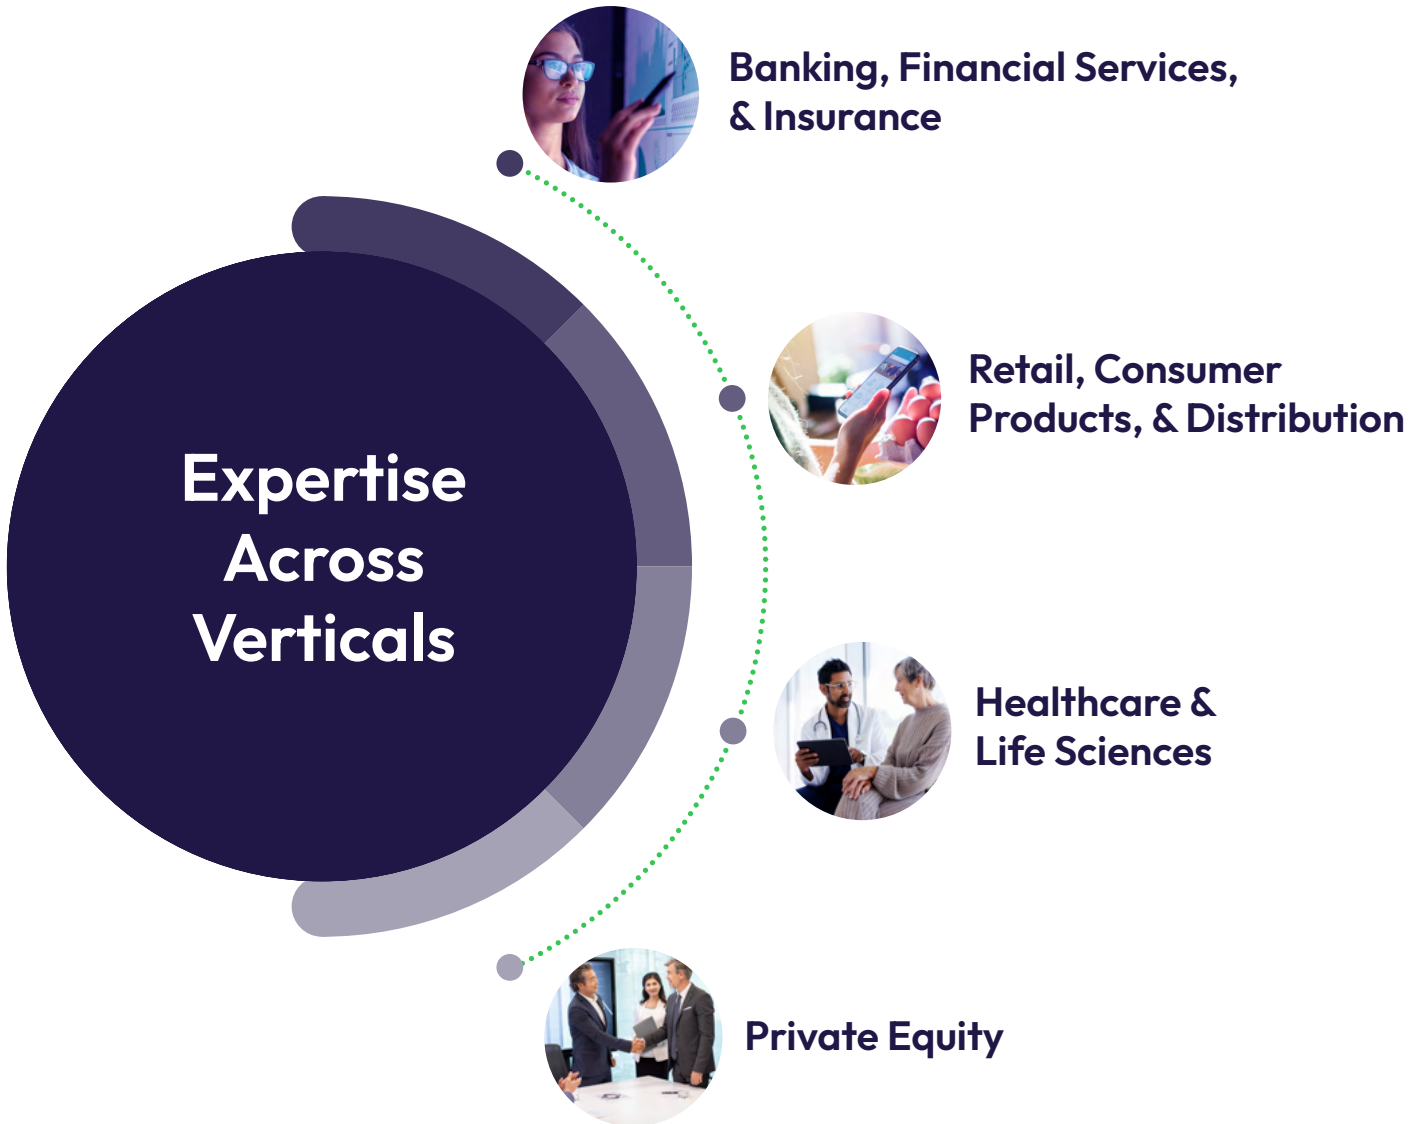 Banking, Financial Services,
& Insurance
Retail, Consumer
Products, & Distribution
Expertise
Across
Verticals
Healthcare &
Life Sciences
Private Equity